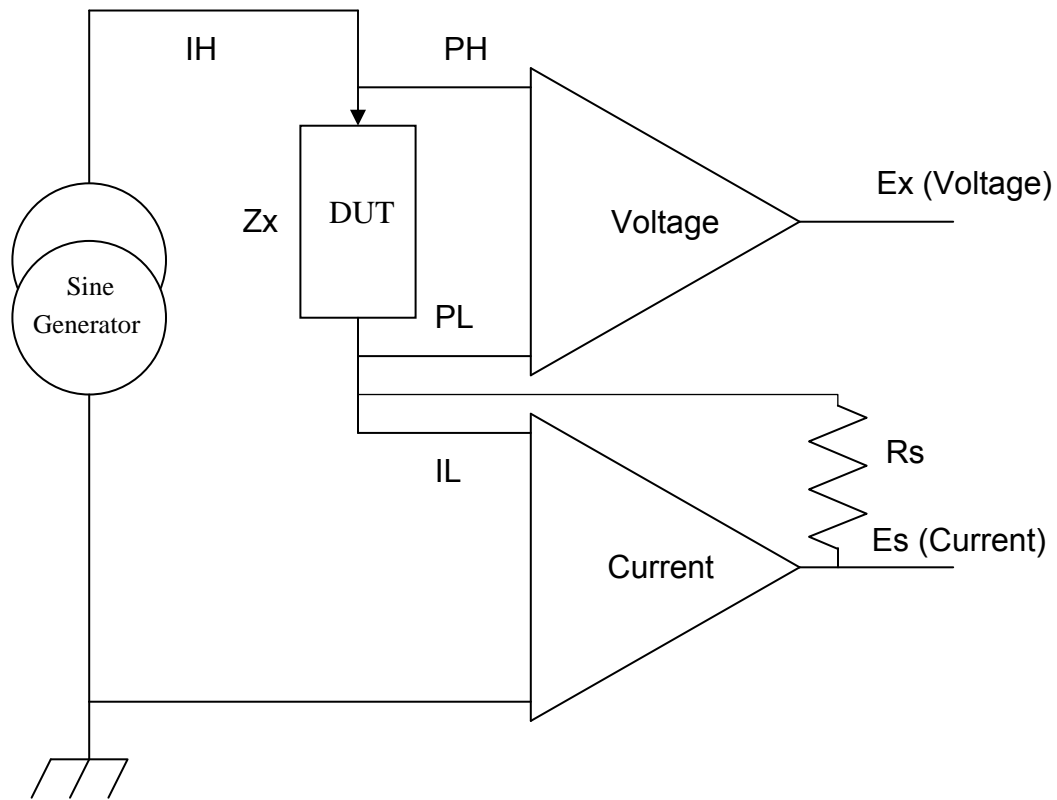 IH
PH
Ex (Voltage)
Zx
DUT
Voltage
Sine
Generator
PL
IL
Rs
Es (Current)
Current